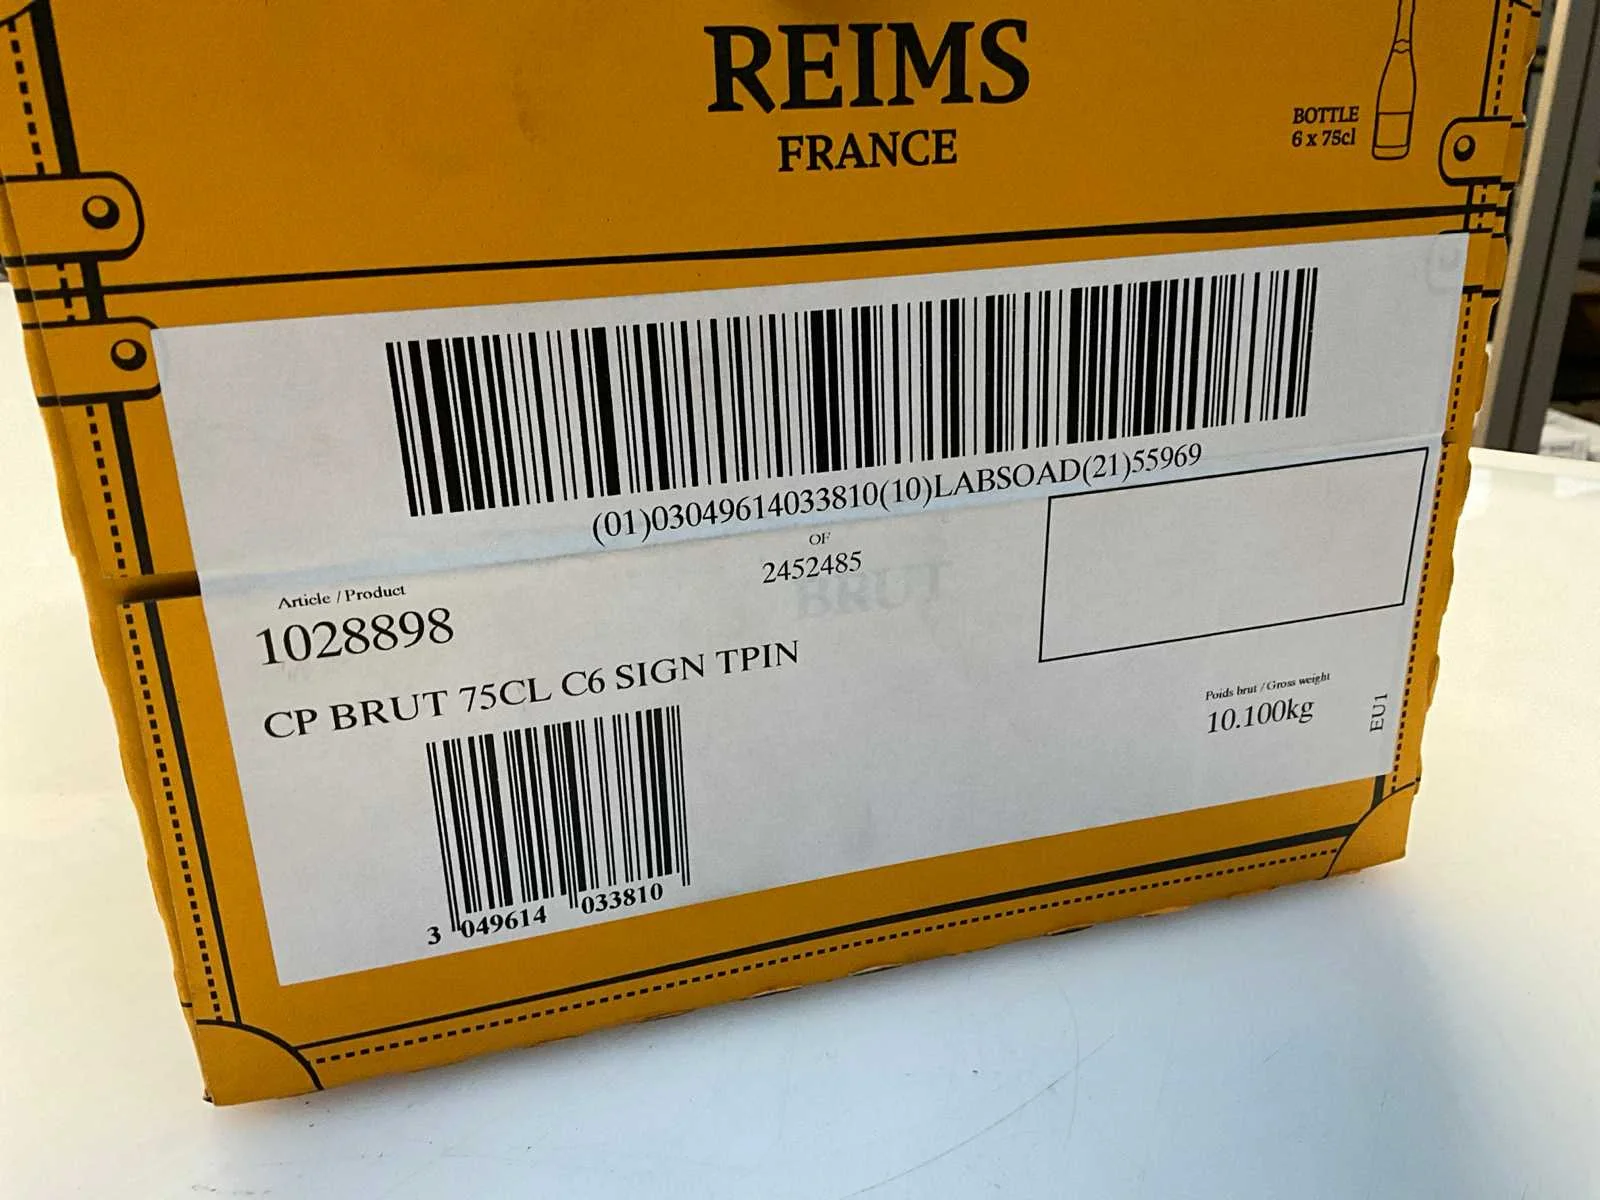 REIMS
FRANCE
BOTTLE
6 x 75cl
(01)03049614033810(10)LABSOAD(21)55969
OF
2452485
BRUT
Article / Product
1028898
CP BRUT 75CL C6 SIGN TPIN
Poids brut / Gross weight
10.100kg
EU1
3 049614 033810